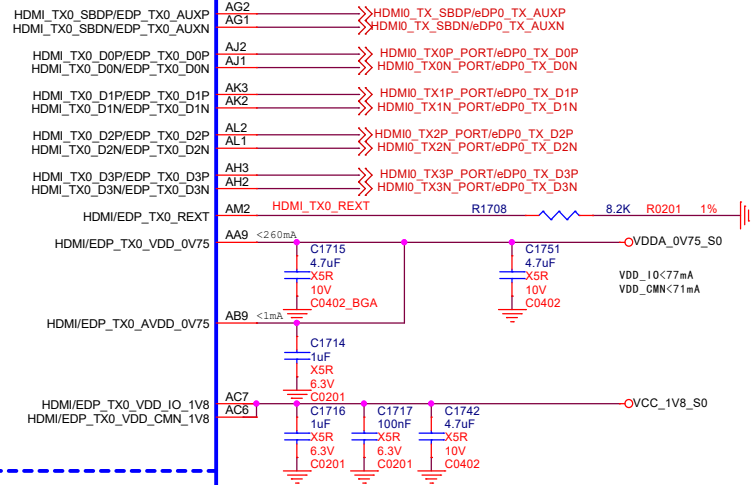 HDMI_TX0_SBDP/EDP_TX0_AUXP AG2 HDMI0_TX_SBDP/eDP0_TX_AUXP
HDMI_TX0_SBDN/EDP_TX0_AUXN AG1 HDMI0_TX_SBDN/eDP0_TX_AUXN
HDMI_TX0_D0P/EDP_TX0_D0P AJ2 HDMI0_TX0P_PORT/eDP0_TX_D0P
HDMI_TX0_D0N/EDP_TX0_D0N AJ1 HDMI0_TX0N_PORT/eDP0_TX_D0N
HDMI_TX0_D1P/EDP_TX0_D1P AK3 HDMI0_TX1P_PORT/eDP0_TX_D1P
HDMI_TX0_D1N/EDP_TX0_D1N AK2 HDMI0_TX1N_PORT/eDP0_TX_D1N
HDMI_TX0_D2P/EDP_TX0_D2P AL2 HDMI0_TX2P_PORT/eDP0_TX_D2P
HDMI_TX0_D2N/EDP_TX0_D2N AL1 HDMI0_TX2N_PORT/eDP0_TX_D2N
HDMI_TX0_D3P/EDP_TX0_D3P AH3 HDMI0_TX3P_PORT/eDP0_TX_D3P
HDMI_TX0_D3N/EDP_TX0_D3N AH2 HDMI0_TX3N_PORT/eDP0_TX_D3N
HDMI/EDP_TX0_REXT AM2 HDMI_TX0_REXT R1708 8.2K R0201 1%
HDMI/EDP_TX0_VDD_0V75 AA9 <260mA VDDA_0V75_S0
C1715 C1751
4.7uF 4.7uF
X5R X5R VDD_IO<77mA
10V 10V VDD_CMN<71mA
C0402_BGA C0402
HDMI/EDP_TX0_AVDD_0V75 AB9 <1mA
C1714
1uF
X5R
6.3V
C0201
HDMI/EDP_TX0_VDD_IO_1V8 AC7 VCC_1V8_S0
HDMI/EDP_TX0_VDD_CMN_1V8 AC6
C1716 C1717 C1742
1uF 100nF 4.7uF
X5R X5R X5R
6.3V 6.3V 10V
C0201 C0201 C0402